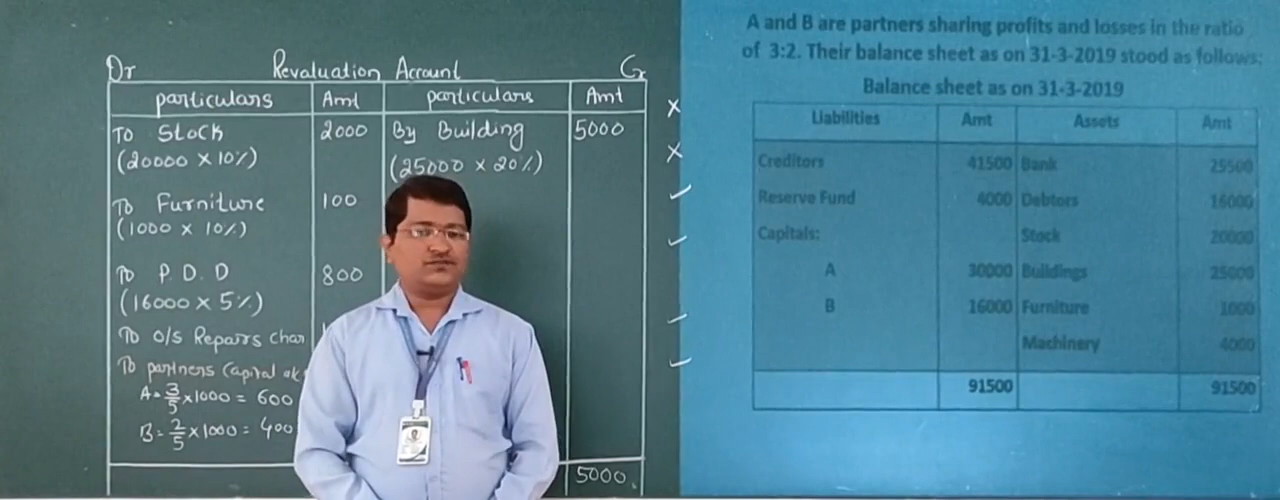 Dr Revaluation Account Cr
particulars Amt particulars Amt
To Stock 2000 By Building 5000
(20000 x 10%) (25000 x 20%)
To Furniture 100
(1000 x 10%)
To P. D. D 800
(16000 x 5%)
To O/S Repairs
To partners Capital
A = 3/5 x 1000 = 600
B = 2/5 x 1000 = 400
5000
A and B are partners sharing profits and losses in the ratio
of 3:2. Their balance sheet as on 31-3-2019 stood as follows:
Balance sheet as on 31-3-2019
Liabilities Amt Assets Amt
Creditors 41500 Bank 25500
Reserve Fund 4000 Debtors 16000
Capitals: Stock 20000
A 30000 Buildings 25000
B 16000 Furniture 1000
Machinery 4000
91500 91500